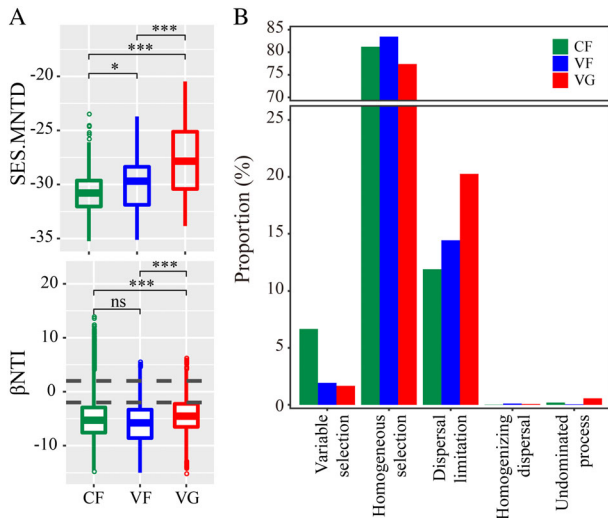 A
***
***
*
-20
-25
-30
-35
SES.MNTD
***
***
ns
20
10
0
-10
βNTI
CF VF VG
B
85
80
75
70
25
20
15
10
5
0
Proportion (%)
CF
VF
VG
Variable
selection
Homogeneous
selection
Dispersal
limitation
Homogenizing
dispersal
Undominated
process